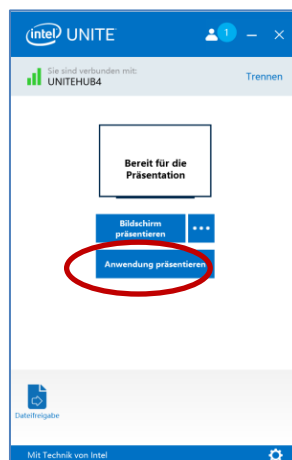 intel UNITE 1
Sie sind verbunden mit:
UNITEHUB4 Trennen
Bereit für die
Präsentation
Bildschirm
präsentieren
Anwendung präsentieren
Dateifreigabe
Mit Technik von Intel